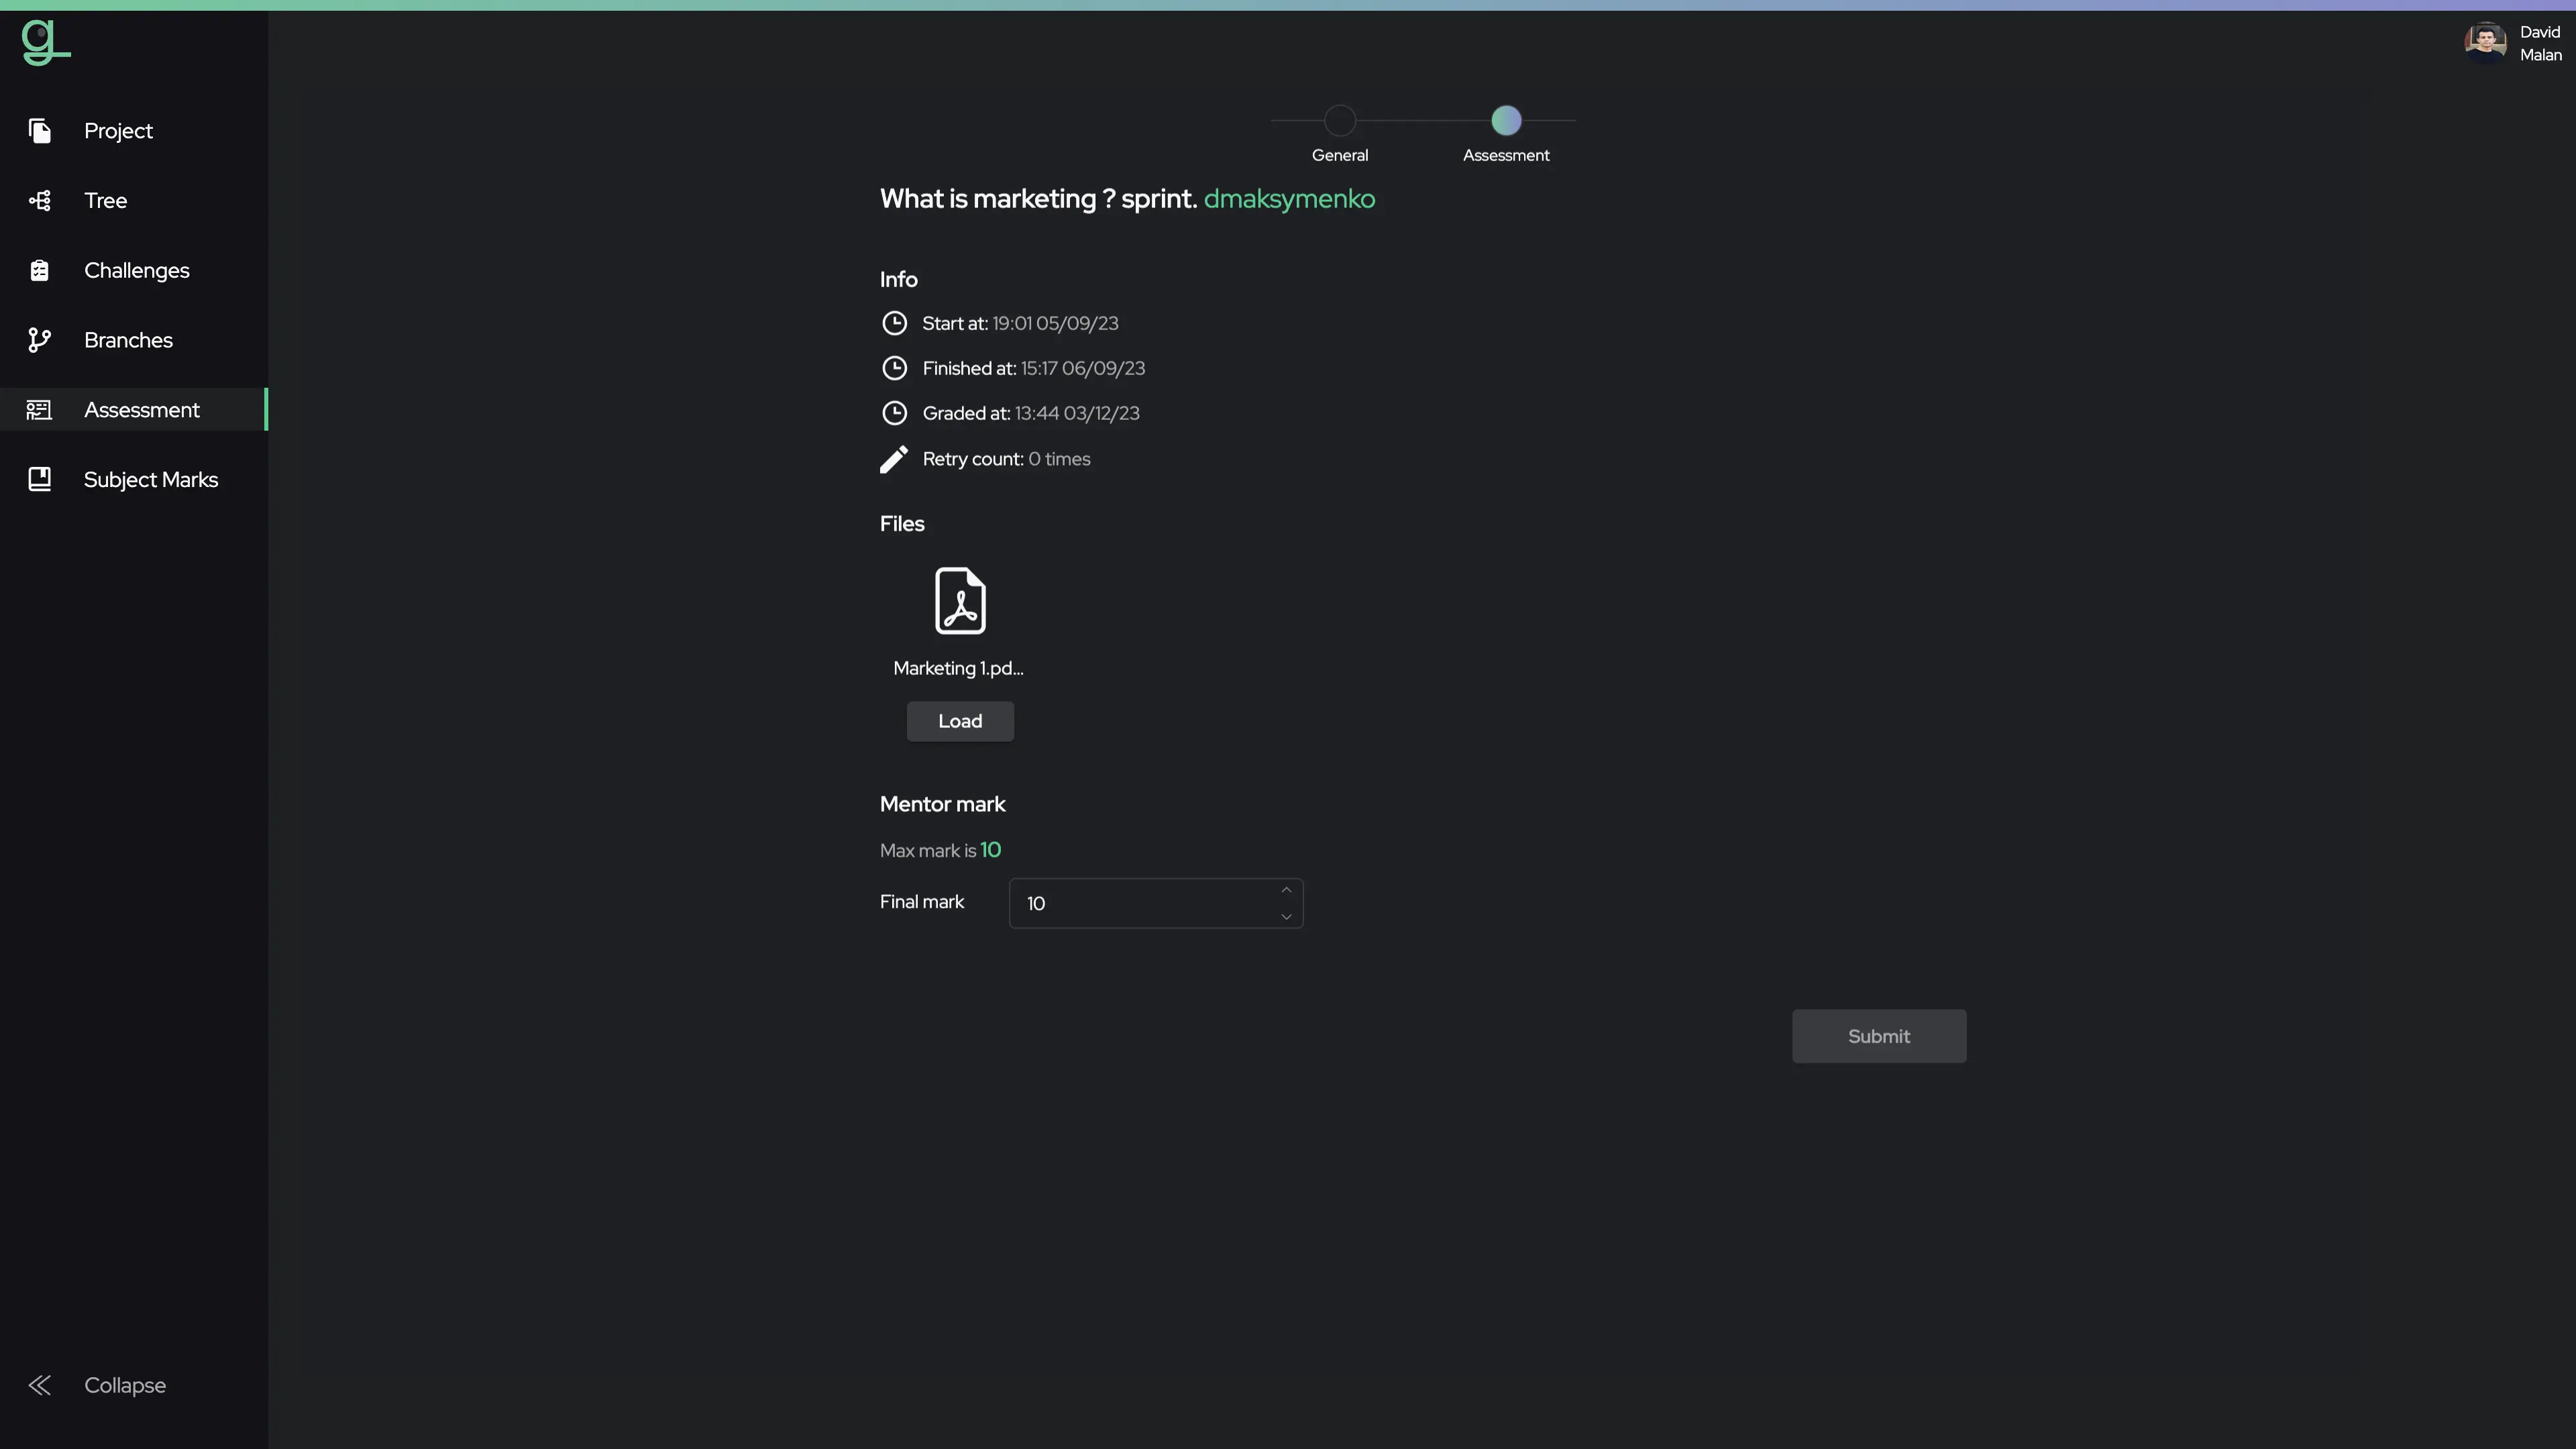 David
Malan
Project
Tree
Challenges
Branches
Assessment
Subject Marks
Collapse
General
Assessment
What is marketing ? sprint. dmaksymenko
Info
Start at: 19:01 05/09/23
Finished at: 15:17 06/09/23
Graded at: 13:44 03/12/23
Retry count: 0 times
Files
Marketing 1.pd...
Load
Mentor mark
Max mark is 10
Final mark
10
Submit